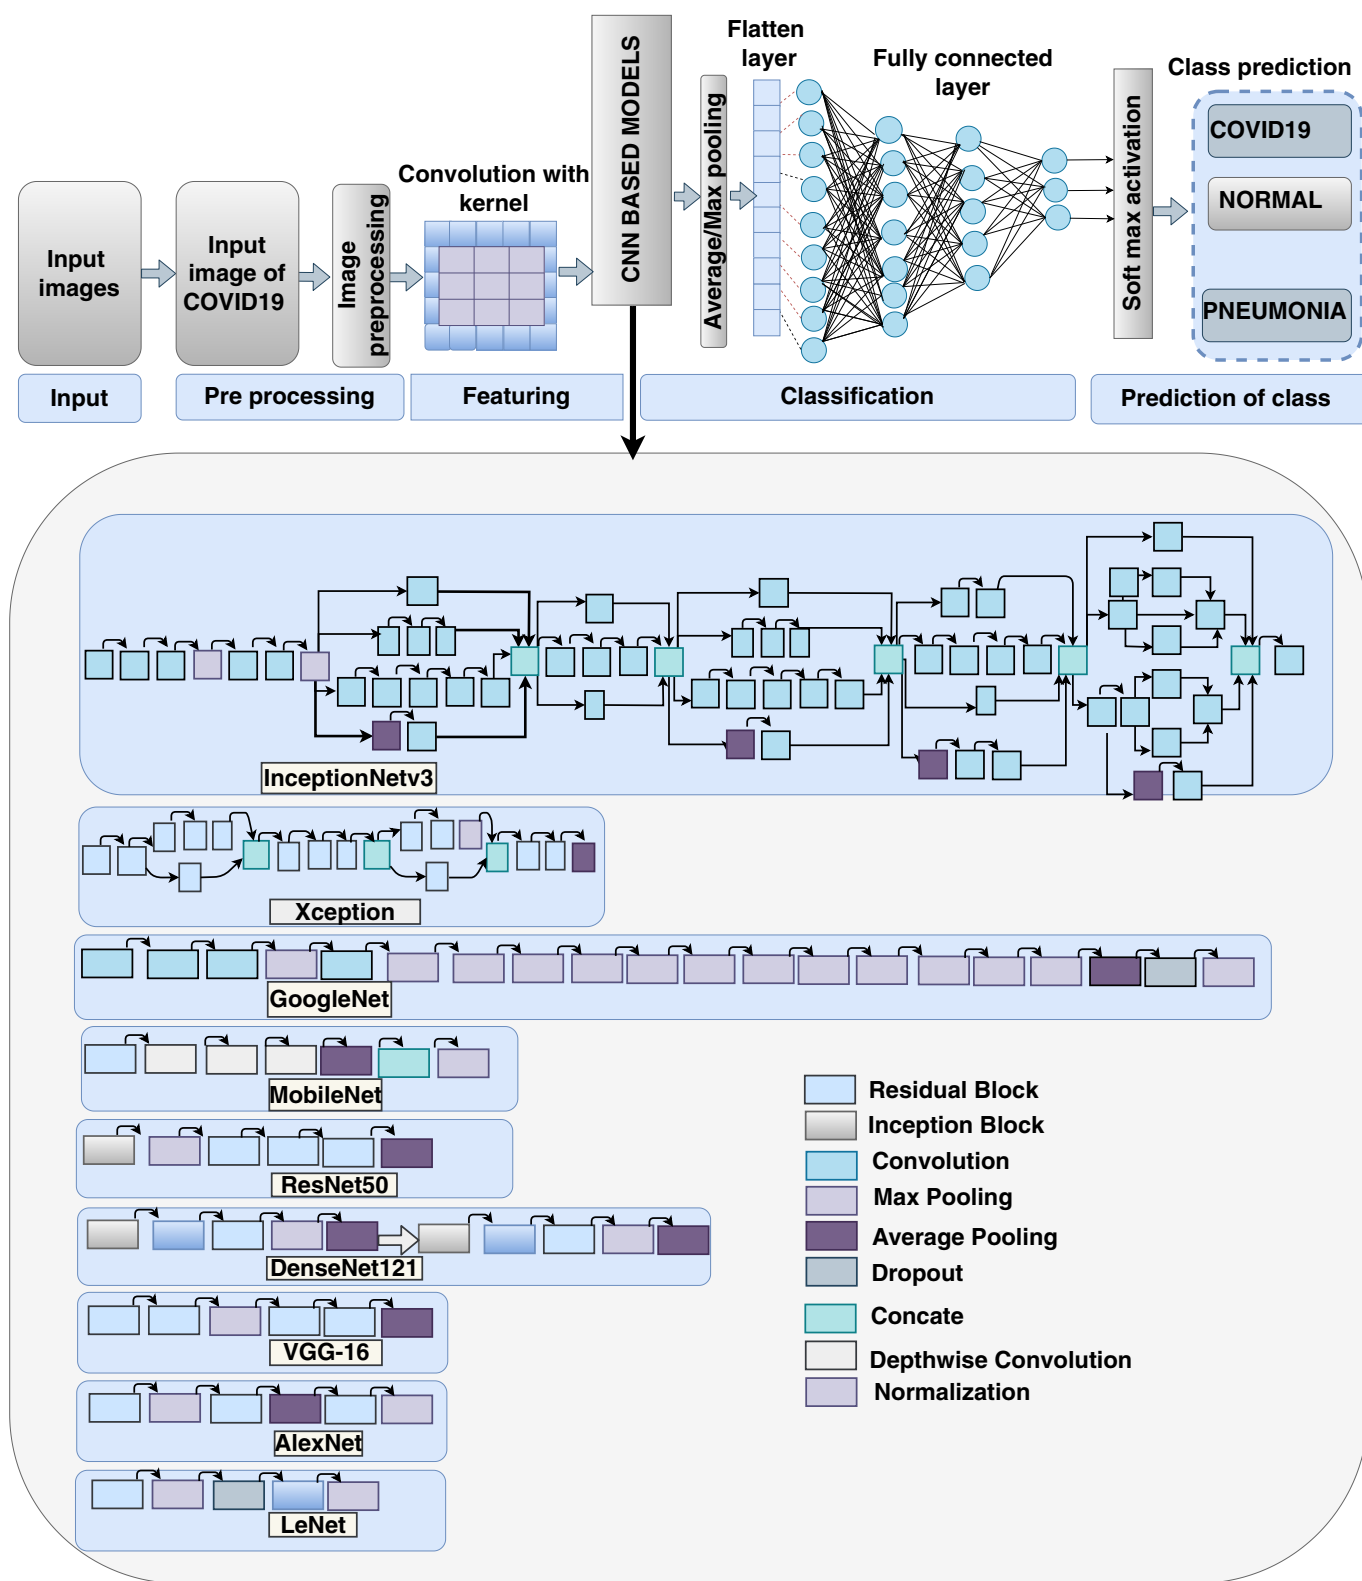 Input
images
Input
image of
COVID19
Image
preprocessing
Convolution with
kernel
CNN BASED MODELS
Average/Max pooling
Flatten
layer
Fully connected
layer
Soft max activation
Class prediction
COVID19
NORMAL
PNEUMONIA
Input
Pre processing
Featuring
Classification
Prediction of class
InceptionNetv3
Xception
GoogleNet
MobileNet
ResNet50
DenseNet121
VGG-16
AlexNet
LeNet
Residual Block
Inception Block
Convolution
Max Pooling
Average Pooling
Dropout
Concate
Depthwise Convolution
Normalization